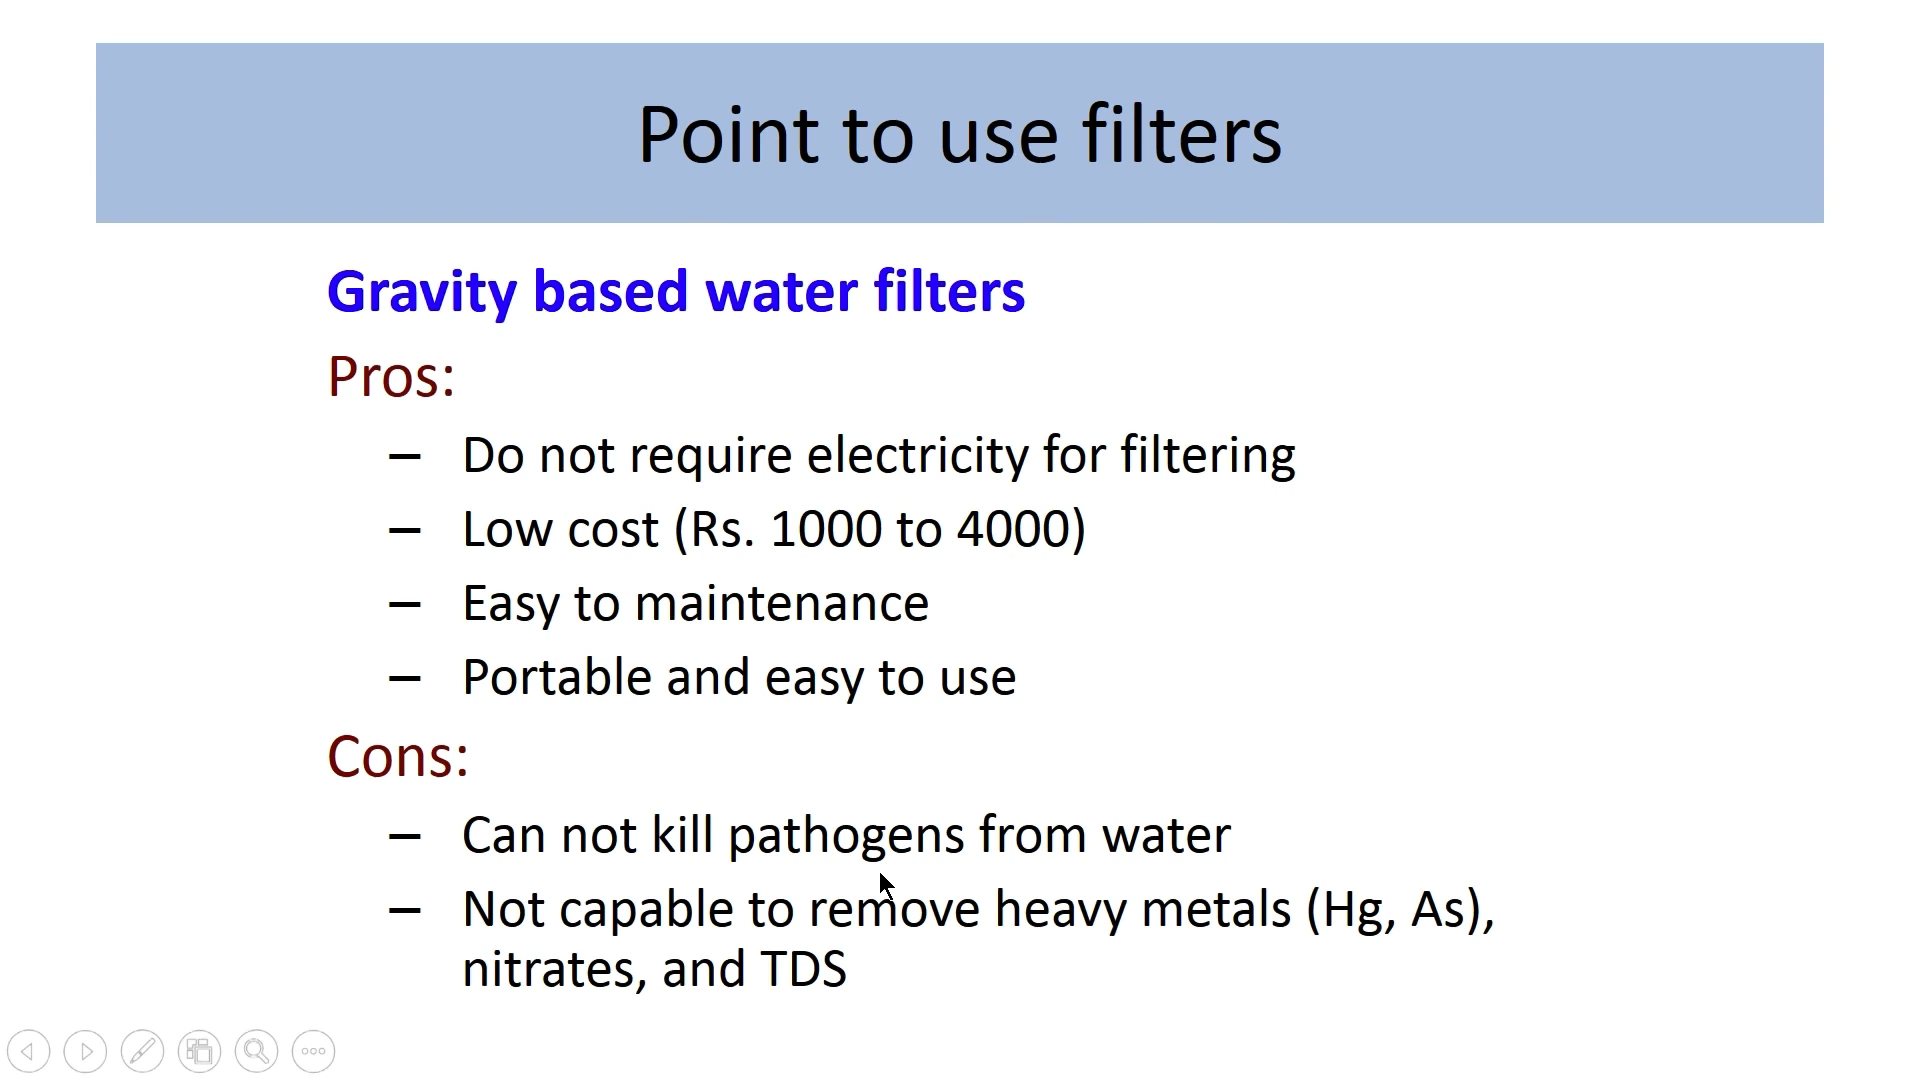 Point to use filters
Gravity based water filters
Pros:
– Do not require electricity for filtering
– Low cost (Rs. 1000 to 4000)
– Easy to maintenance
– Portable and easy to use
Cons:
– Can not kill pathogens from water
– Not capable to remove heavy metals (Hg, As),
nitrates, and TDS